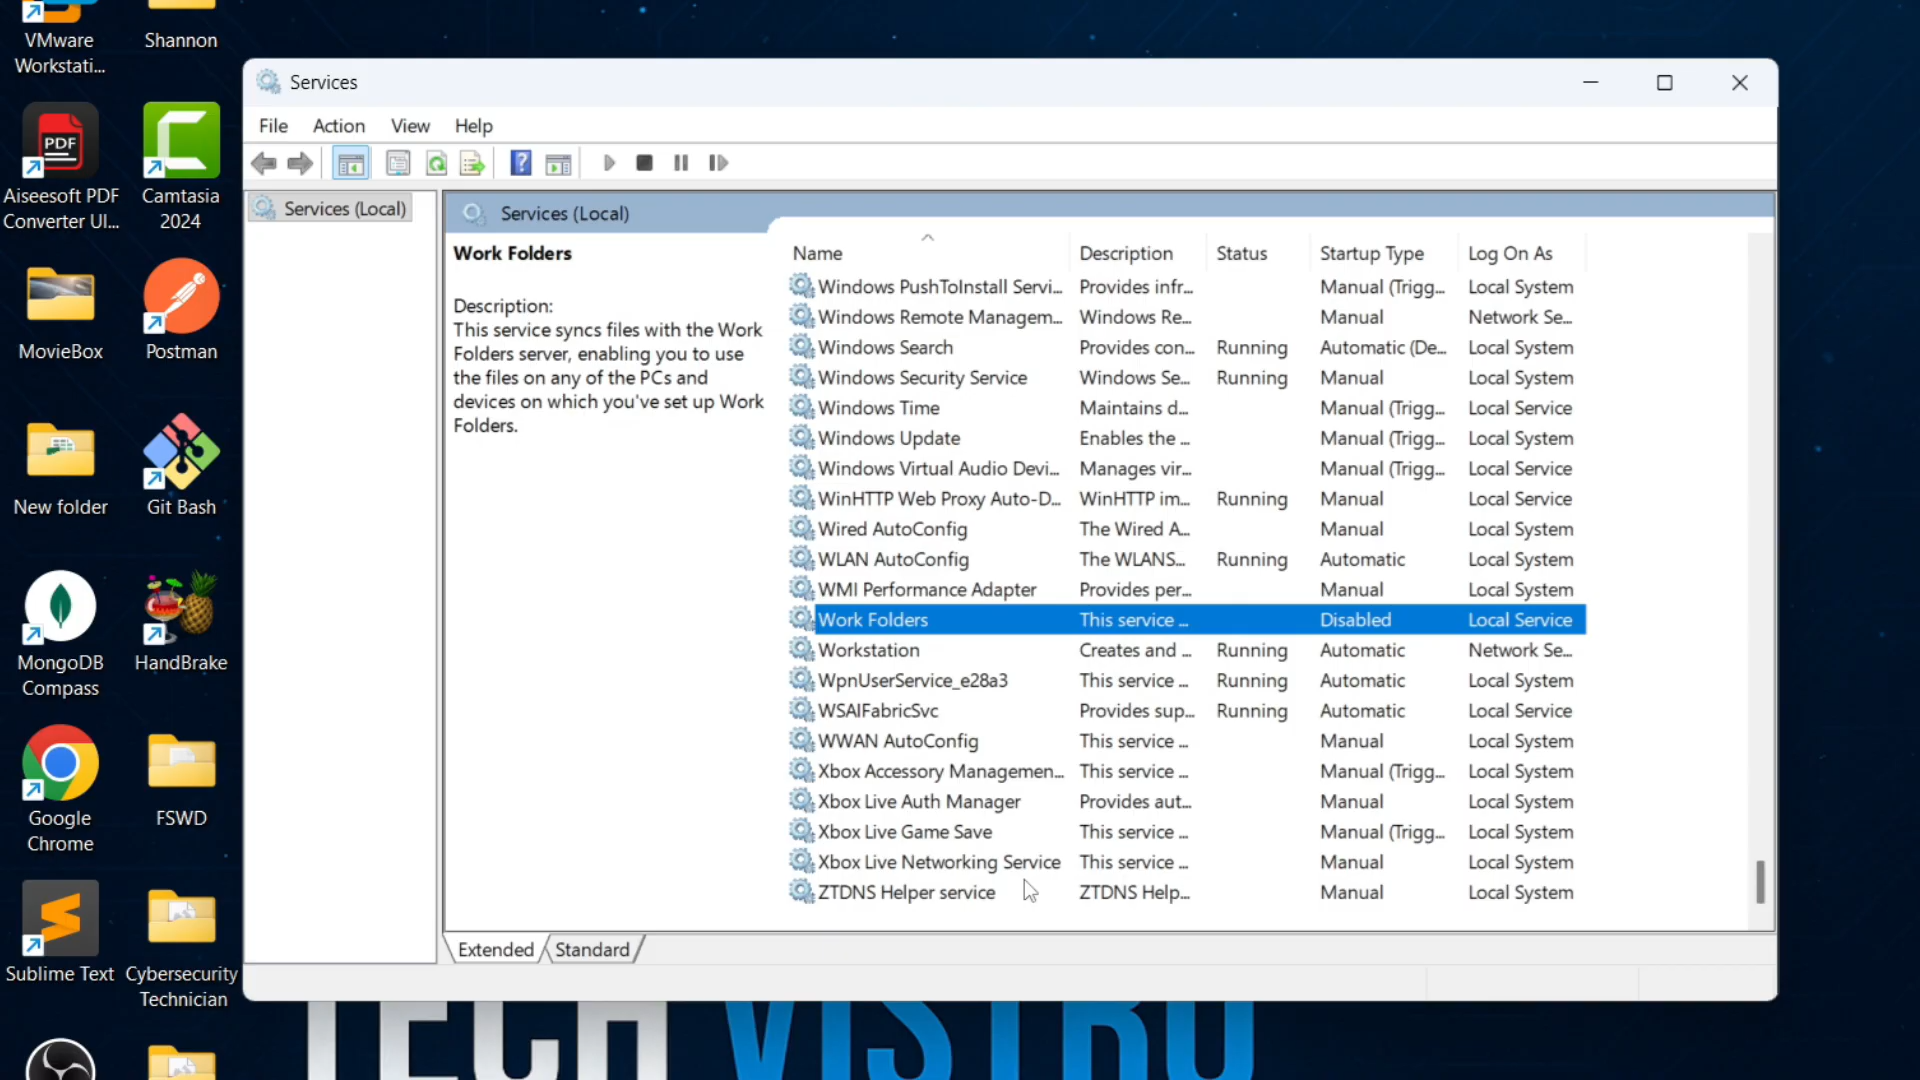 VMware
Workstati...
Shannon
PDF
Aiseesoft PDF
Converter Ul...
Camtasia
2024
MovieBox
Postman
New folder
Git Bash
MongoDB
Compass
HandBrake
Google
Chrome
FSWD
Sublime Text
Cybersecurity
Technician
Services
File Action View Help
Services (Local)
Services (Local)
Work Folders
Description:
This service syncs files with the Work
Folders server, enabling you to use
the files on any of the PCs and
devices on which you've set up Work
Folders.
Name Description Status Startup Type Log On As
Windows PushToInstall Servi... Provides infr... Manual (Trigg... Local System
Windows Remote Managem... Windows Re... Manual Network Se...
Windows Search Provides con... Running Automatic (De... Local System
Windows Security Service Windows Se... Running Manual Local System
Windows Time Maintains d... Manual (Trigg... Local Service
Windows Update Enables the ... Manual (Trigg... Local System
Windows Virtual Audio Devi... Manages vir... Manual (Trigg... Local Service
WinHTTP Web Proxy Auto-D... WinHTTP im... Running Manual Local Service
Wired AutoConfig The Wired A... Manual Local System
WLAN AutoConfig The WLANS... Running Automatic Local System
WMI Performance Adapter Provides per... Manual Local System
Work Folders This service ... Disabled Local Service
Workstation Creates and ... Running Automatic Network Se...
WpnUserService_e28a3 This service ... Running Automatic Local System
WSAIFabricSvc Provides sup... Running Automatic Local Service
WWAN AutoConfig This service ... Manual Local System
Xbox Accessory Managemen... This service ... Manual (Trigg... Local System
Xbox Live Auth Manager Provides aut... Manual Local System
Xbox Live Game Save This service ... Manual (Trigg... Local System
Xbox Live Networking Service This service ... Manual Local System
ZTDNS Helper service ZTDNS Help... Manual Local System
Extended Standard
TECH VISTRO